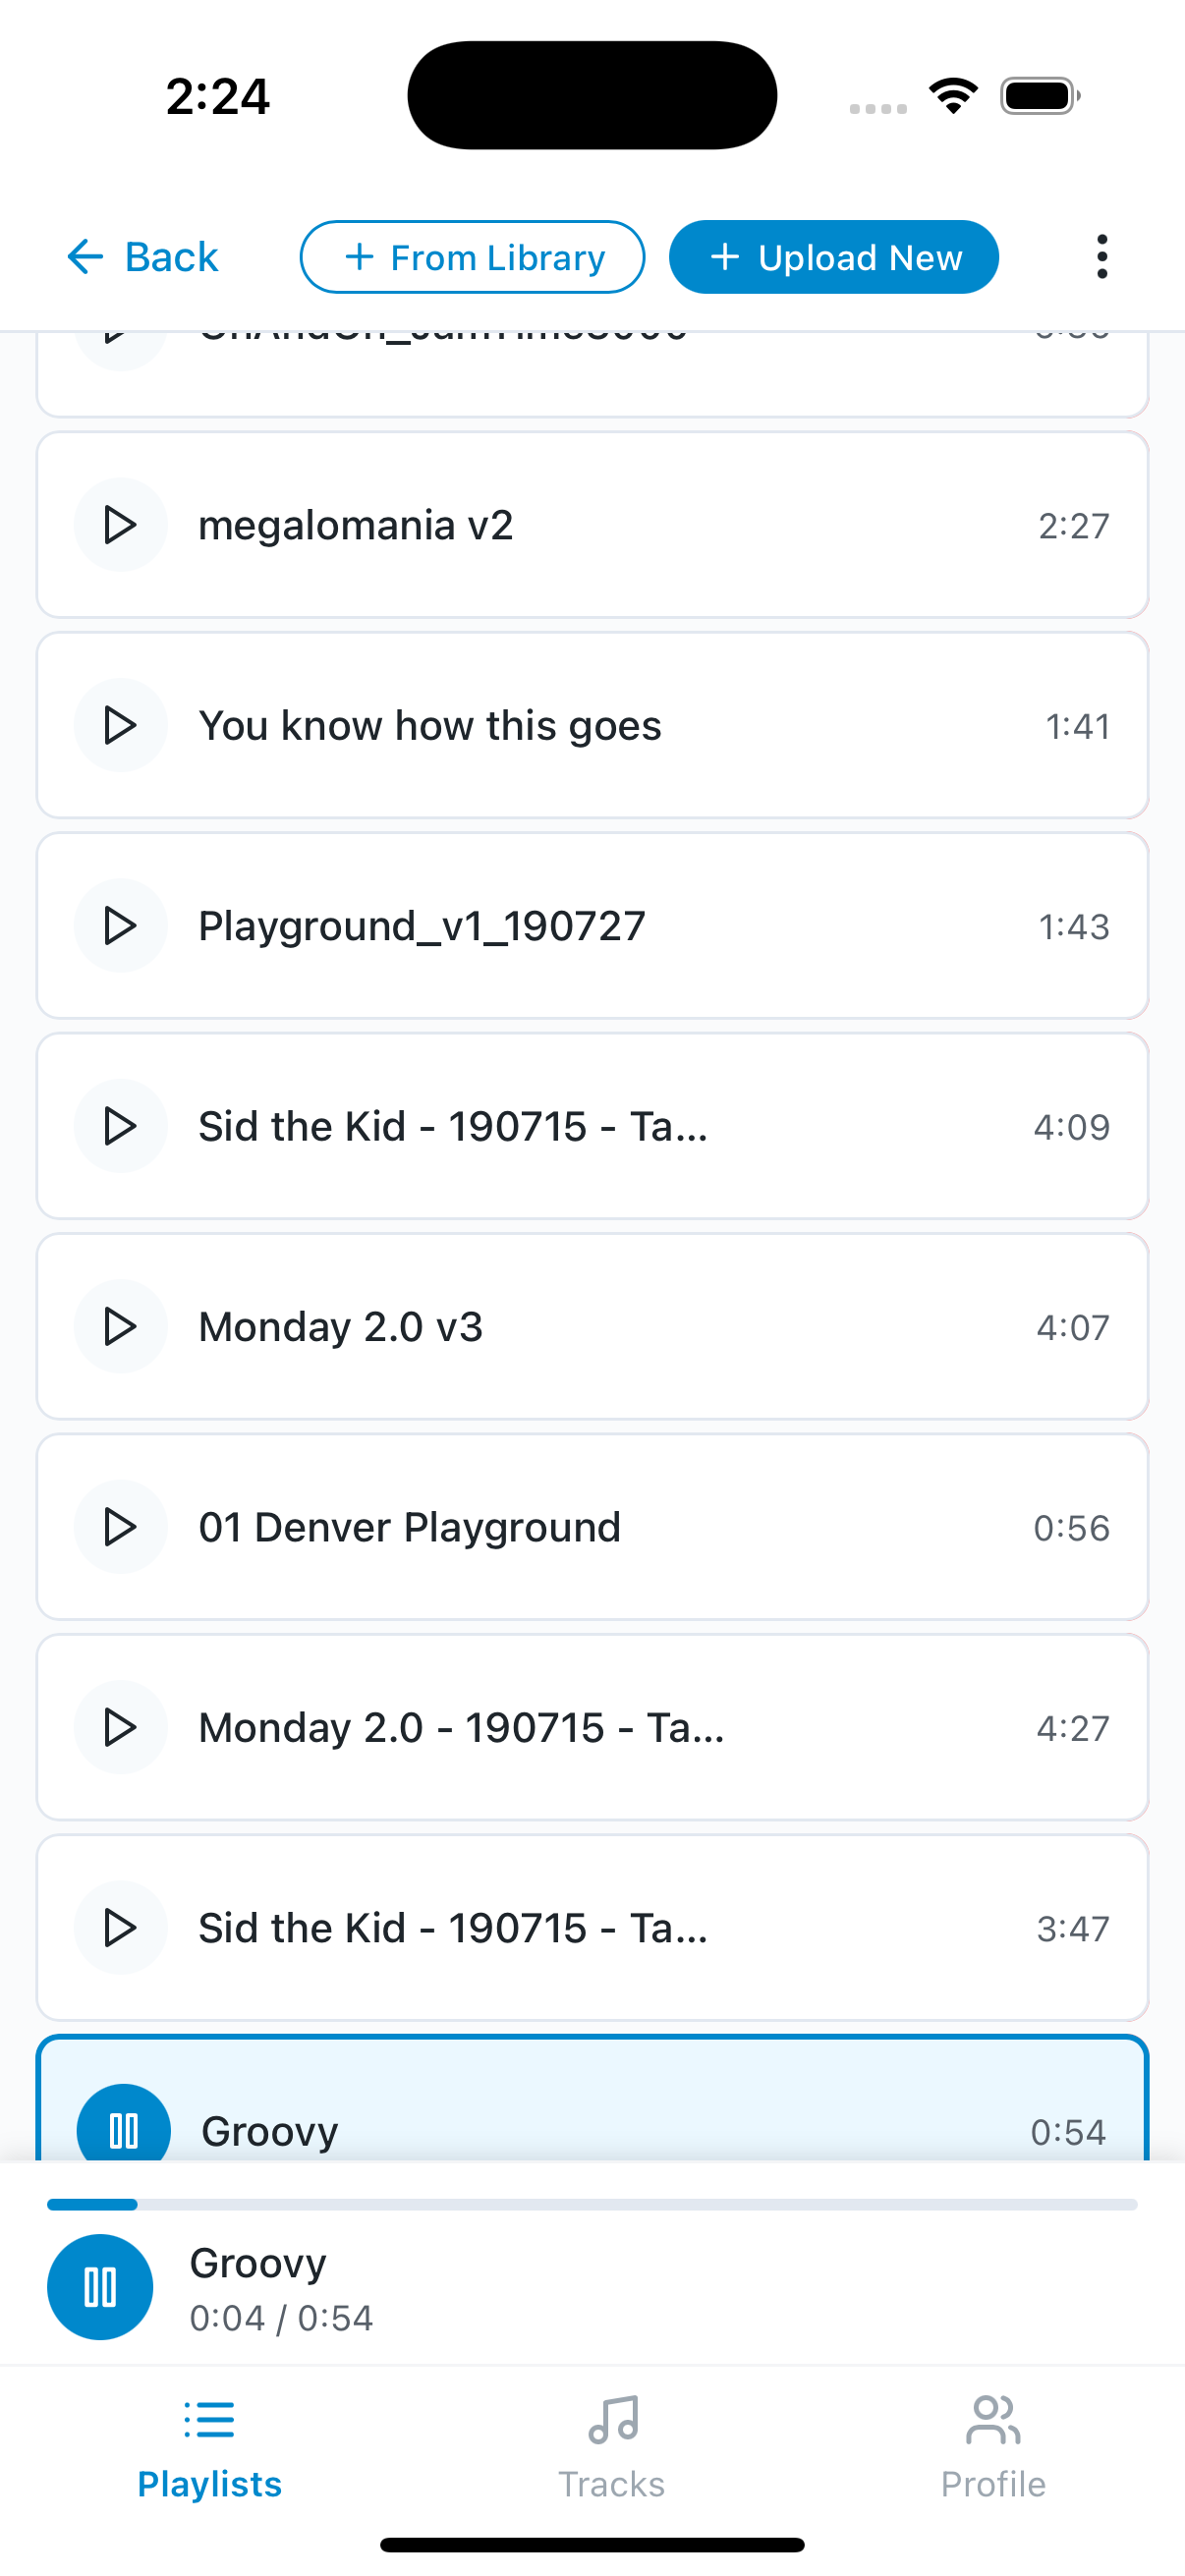 2:24
Back
+ From Library
+ Upload New
megalomania v2
2:27
You know how this goes
1:41
Playground_v1_190727
1:43
Sid the Kid - 190715 - Ta...
4:09
Monday 2.0 v3
4:07
01 Denver Playground
0:56
Monday 2.0 - 190715 - Ta...
4:27
Sid the Kid - 190715 - Ta...
3:47
Groovy
0:54
Groovy
0:04 / 0:54
Playlists
Tracks
Profile